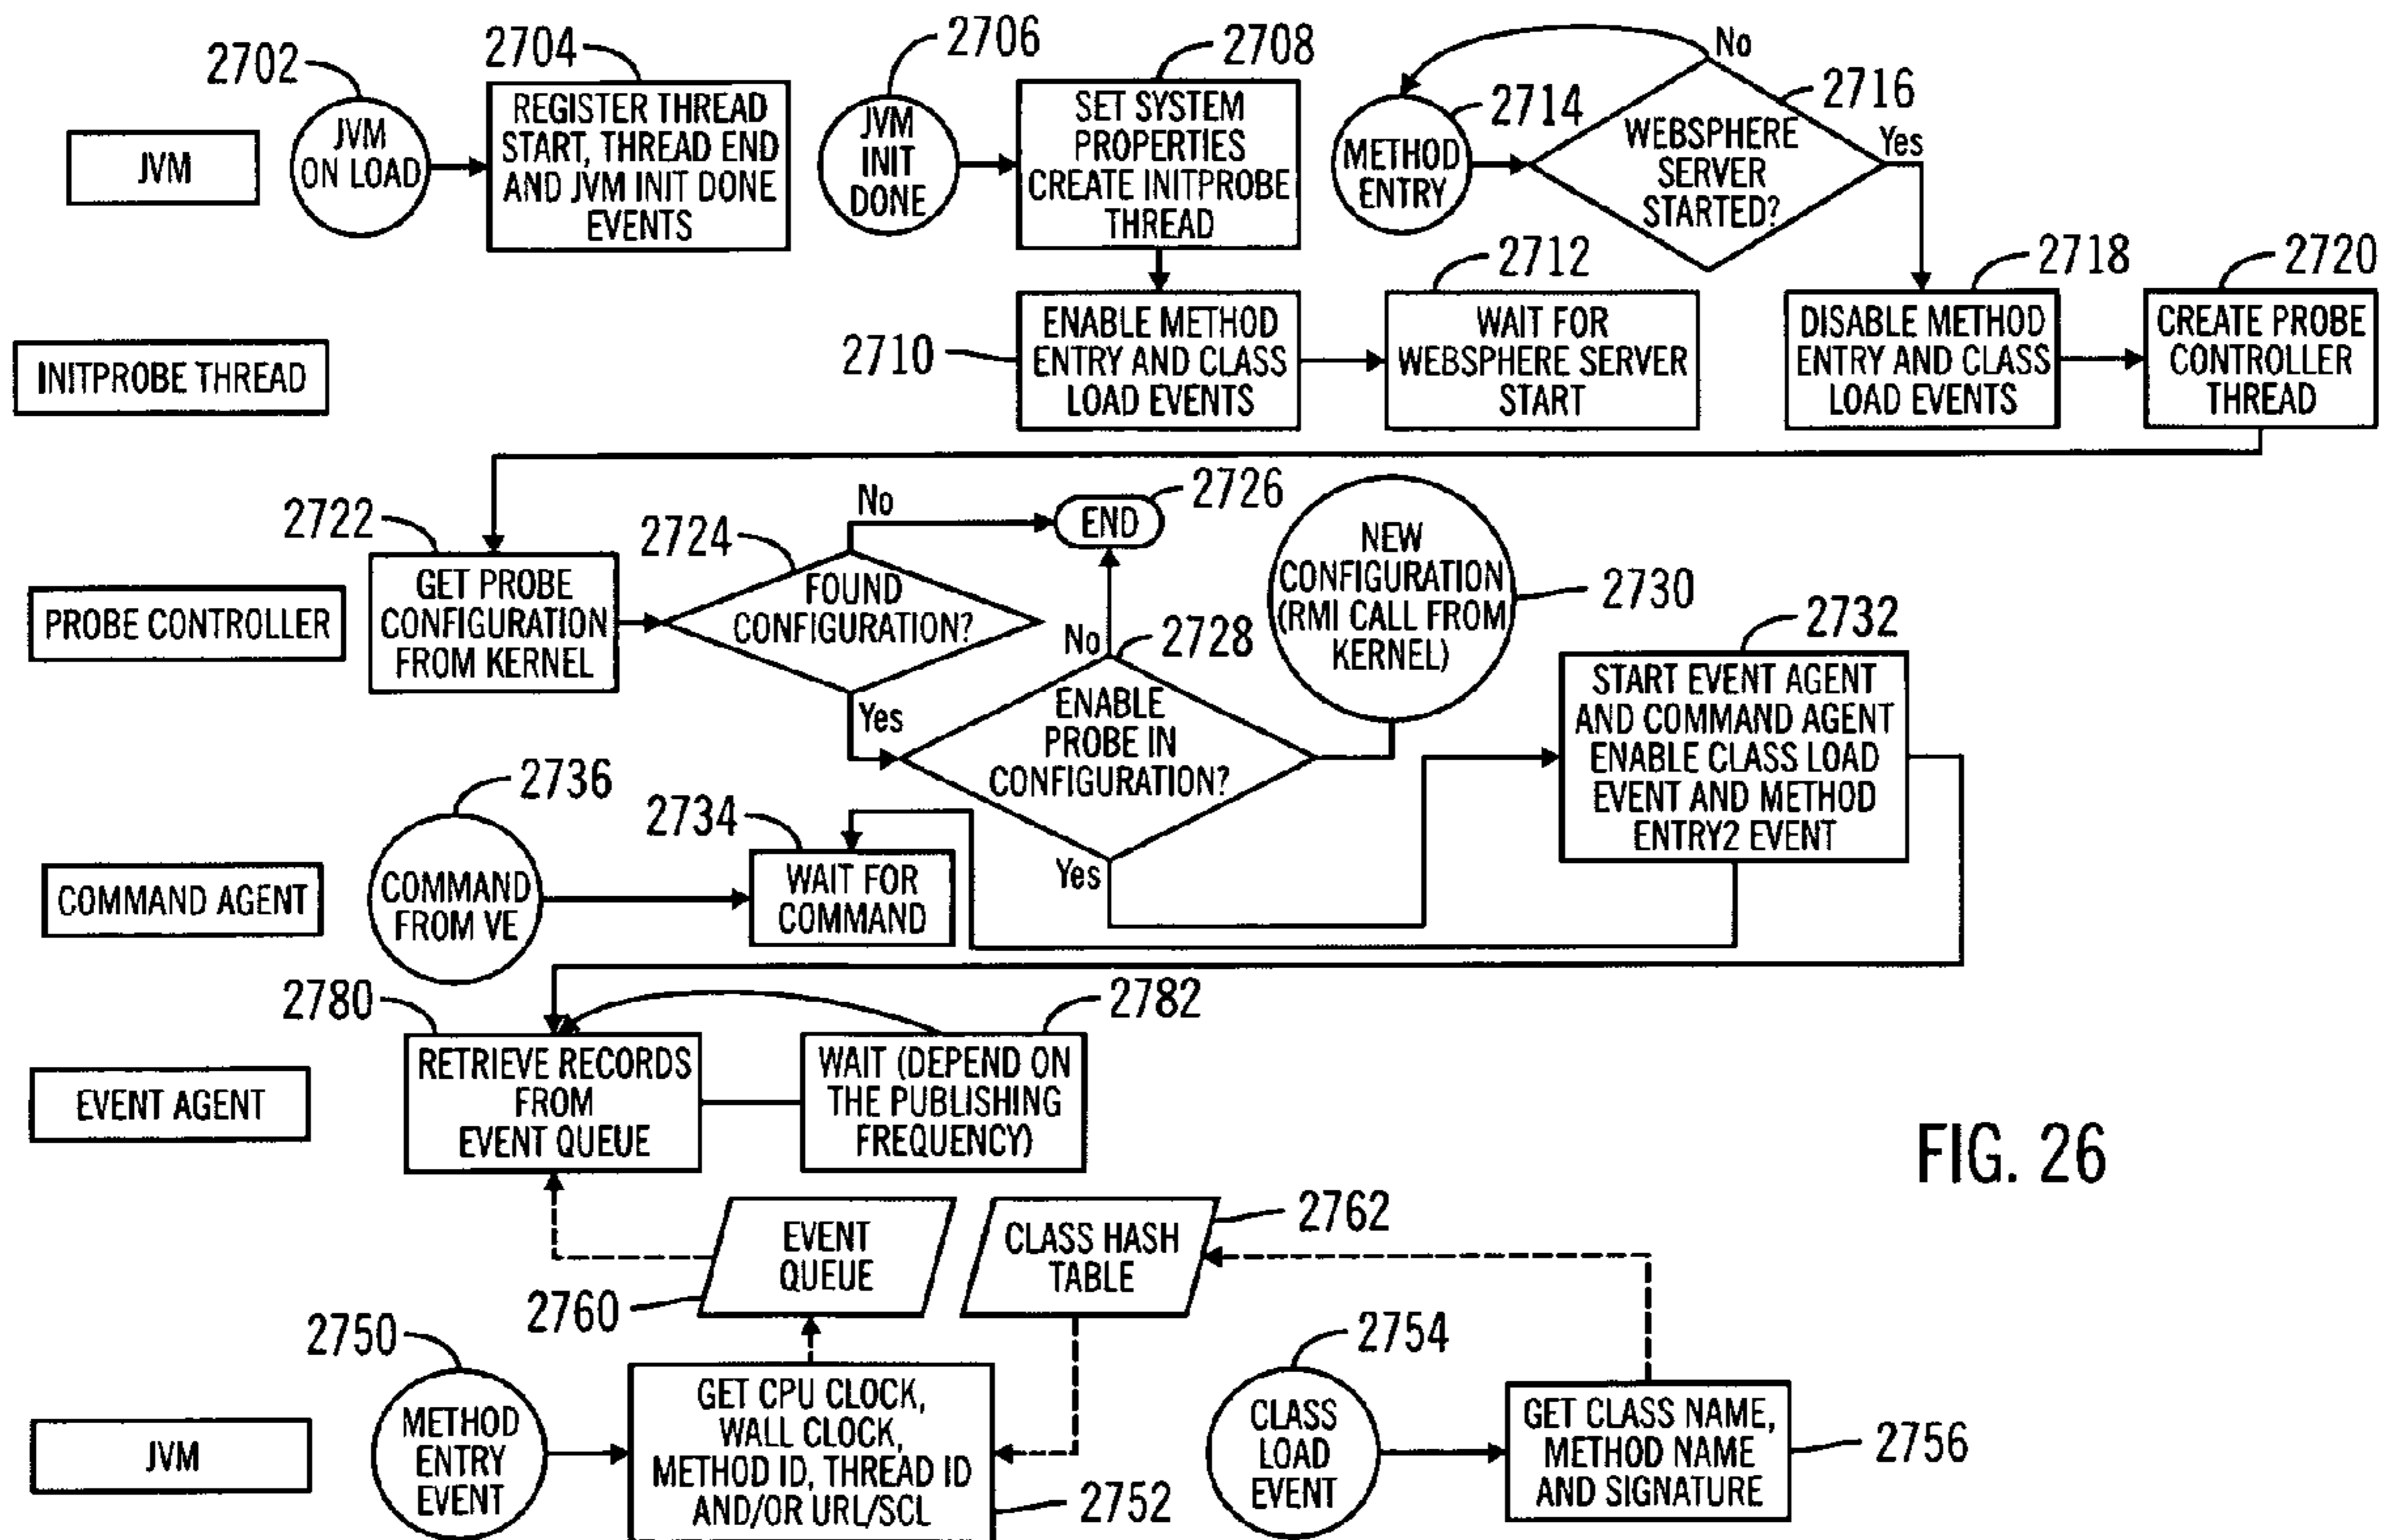 2702
2704
2706
2708
No
2714
2716
JVM
JVM
ON LOAD
REGISTER THREAD
START, THREAD END
AND JVM INIT DONE
EVENTS
JVM
INIT
DONE
SET SYSTEM
PROPERTIES
CREATE INITPROBE
THREAD
METHOD
ENTRY
WEBSPHERE
SERVER
STARTED?
Yes
2712
2718
2720
INITPROBE THREAD
2710
ENABLE METHOD
ENTRY AND CLASS
LOAD EVENTS
WAIT FOR
WEBSPHERE SERVER
START
DISABLE METHOD
ENTRY AND CLASS
LOAD EVENTS
CREATE PROBE
CONTROLLER
THREAD
2722
2724
No
END
2726
PROBE CONTROLLER
GET PROBE
CONFIGURATION
FROM KERNEL
FOUND
CONFIGURATION?
Yes
No
2728
ENABLE
PROBE IN
CONFIGURATION?
Yes
NEW
CONFIGURATION
(RMI CALL FROM
KERNEL)
2730
2732
START EVENT AGENT
AND COMMAND AGENT
ENABLE CLASS LOAD
EVENT AND METHOD
ENTRY2 EVENT
2736
2734
COMMAND AGENT
COMMAND
FROM VE
WAIT FOR
COMMAND
2780
2782
EVENT AGENT
RETRIEVE RECORDS
FROM
EVENT QUEUE
WAIT (DEPEND ON
THE PUBLISHING
FREQUENCY)
FIG. 26
EVENT
QUEUE
2760
CLASS HASH
TABLE
2762
2750
2754
JVM
METHOD
ENTRY
EVENT
GET CPU CLOCK,
WALL CLOCK,
METHOD ID, THREAD ID
AND/OR URL/SCL
2752
CLASS
LOAD
EVENT
GET CLASS NAME,
METHOD NAME
AND SIGNATURE
2756